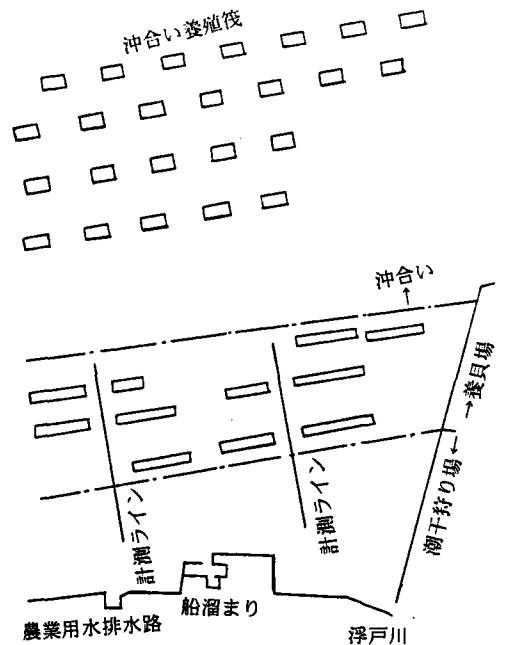 沖合い養殖筏
沖合い
↑
→養貝場
潮干狩り場←
計測ライン
計測ライン
船溜まり
農業用水排水路
浮戸川